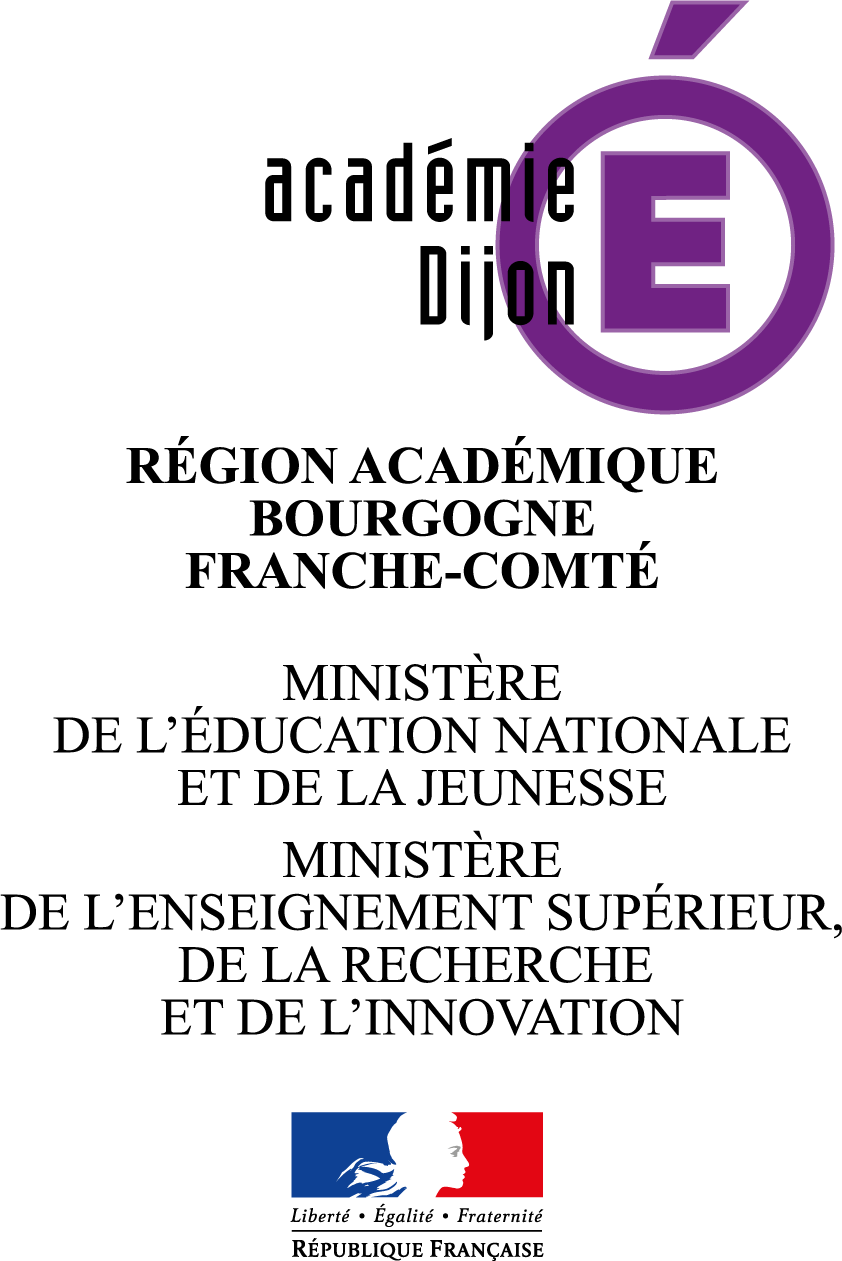 académie
Dijon
É
RÉGION ACADÉMIQUE
BOURGOGNE
FRANCHE-COMTÉ
MINISTÈRE
DE L’ÉDUCATION NATIONALE
ET DE LA JEUNESSE
MINISTÈRE
DE L’ENSEIGNEMENT SUPÉRIEUR,
DE LA RECHERCHE
ET DE L’INNOVATION
Liberté • Égalité • Fraternité
RÉPUBLIQUE FRANÇAISE